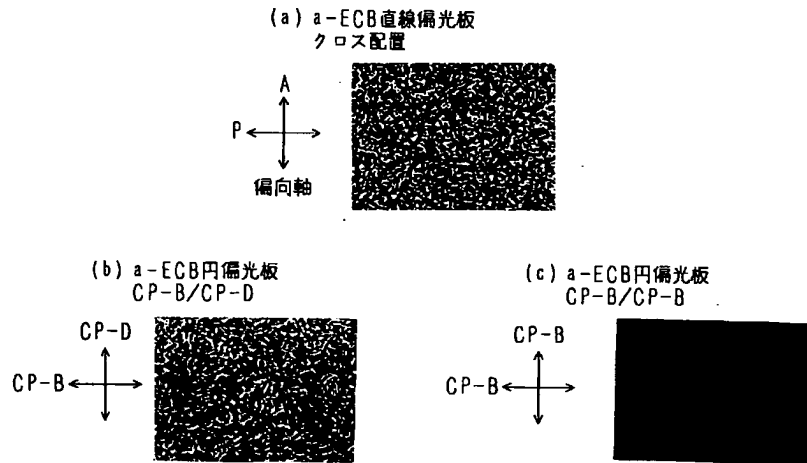 (a) a-ECB直線偏光板
クロス配置
A
P
偏向軸
(b) a-ECB円偏光板
CP-B/CP-D
CP-D
CP-B
(c) a-ECB円偏光板
CP-B/CP-B
CP-B
CP-B